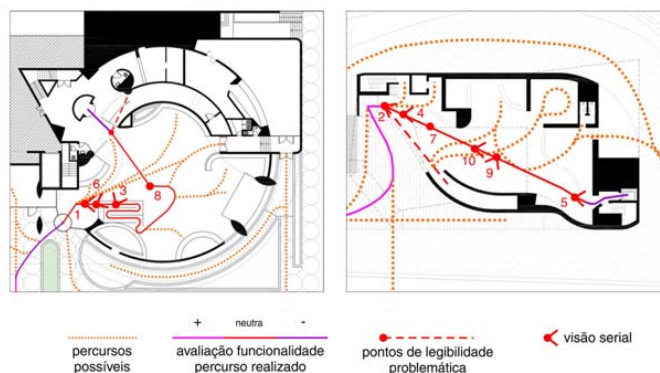 6
3
1
8
2
4
7
10
9
5
+ neutra -
percursos
possíveis
avaliação funcionalidade
percurso realizado
pontos de legibilidade
problemática
visão serial